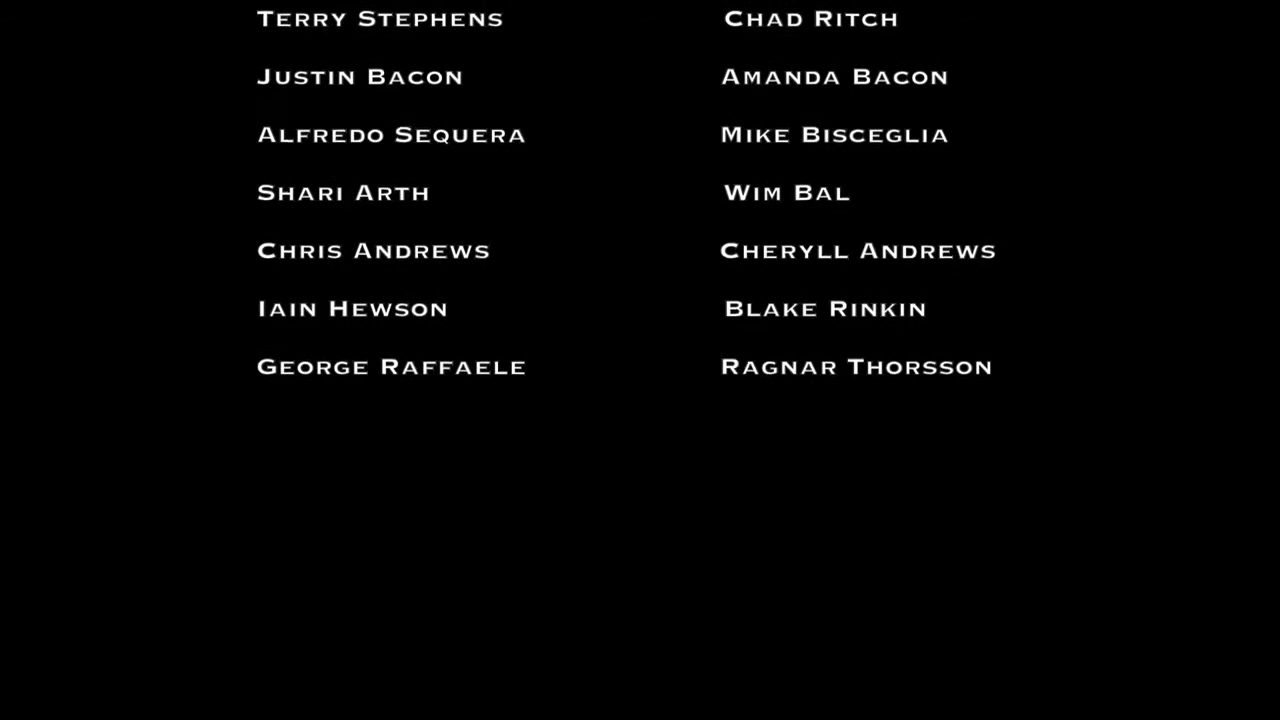 Terry Stephens Chad Ritch
Justin Bacon Amanda Bacon
Alfredo Sequera Mike Bisceglia
Shari Arth Wim Bal
Chris Andrews Cheryll Andrews
Iain Hewson Blake Rinkin
George Raffaele Ragnar Thorsson